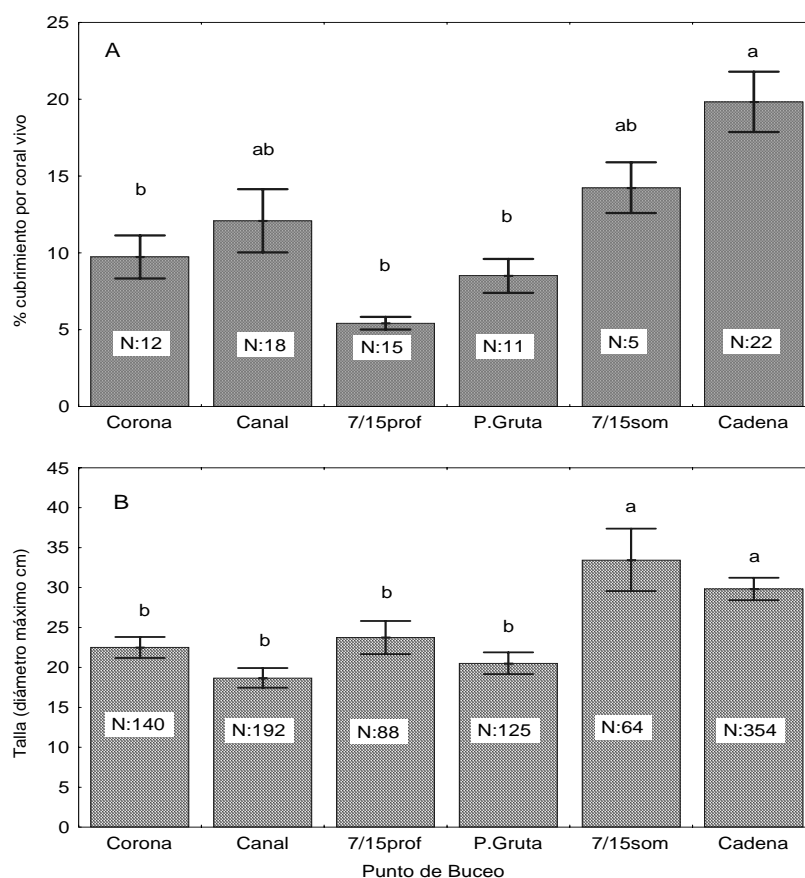 A
% cubrimiento por coral vivo
25
20
15
10
5
0
b
ab
b
b
ab
a
N:12
N:18
N:15
N:11
N:5
N:22
Corona
Canal
7/15prof
P.Gruta
7/15som
Cadena
B
Talla (diámetro máximo cm)
45
40
35
30
25
20
15
10
5
0
b
b
b
b
a
a
N:140
N:192
N:88
N:125
N:64
N:354
Corona
Canal
7/15prof
P.Gruta
7/15som
Cadena
Punto de Buceo